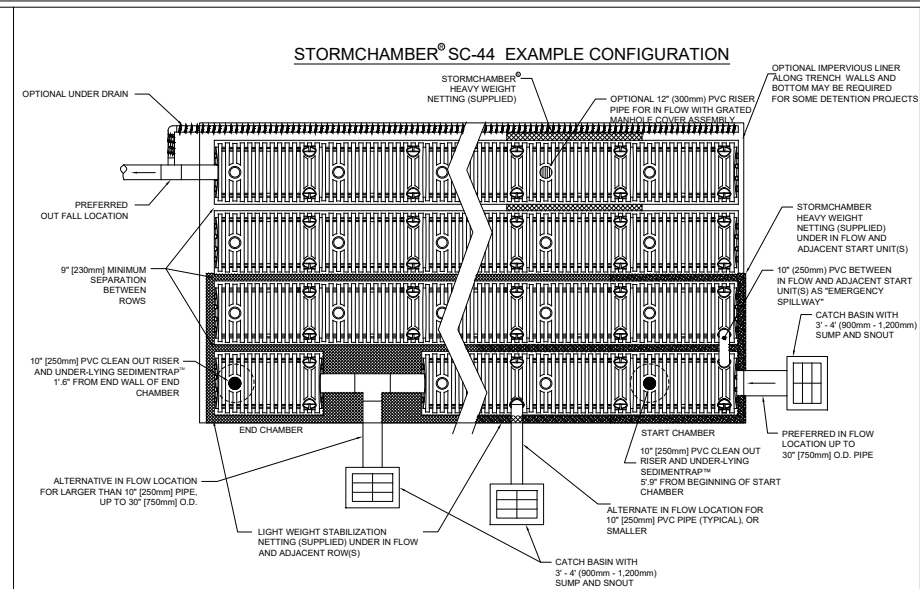 STORMCHAMBER® SC-44 EXAMPLE CONFIGURATION
OPTIONAL UNDER DRAIN
STORMCHAMBER®
HEAVY WEIGHT
NETTING (SUPPLIED)
OPTIONAL 12" (300mm) PVC RISER
PIPE FOR IN FLOW WITH GRATED
MANHOLE COVER ASSEMBLY
OPTIONAL IMPERVIOUS LINER
ALONG TRENCH WALLS AND
BOTTOM MAY BE REQUIRED
FOR SOME DETENTION PROJECTS
PREFERRED
OUT FALL LOCATION
9" [230mm] MINIMUM
SEPARATION
BETWEEN
ROWS
STORMCHAMBER
HEAVY WEIGHT
NETTING (SUPPLIED)
UNDER IN FLOW AND
ADJACENT START UNIT(S)
10" (250mm) PVC BETWEEN
IN FLOW AND ADJACENT START
UNIT(S) AS "EMERGENCY
SPILLWAY"
CATCH BASIN WITH
3' - 4' (900mm - 1,200mm)
SUMP AND SNOUT
10" [250mm] PVC CLEAN OUT RISER
AND UNDER-LYING SEDIMENTRAP™
1'.6" FROM END WALL OF END
CHAMBER
END CHAMBER
START CHAMBER
10" [250mm] PVC CLEAN OUT
RISER AND UNDER-LYING
SEDIMENTRAP™
5'.9" FROM BEGINING OF START
CHAMBER
PREFERRED IN FLOW
LOCATION UP TO
30" [750mm] O.D. PIPE
ALTERNATIVE IN FLOW LOCATION
FOR LARGER THAN 10" [250mm] PIPE,
UP TO 30" [750mm] O.D.
ALTERNATE IN FLOW LOCATION FOR
10" [250mm] PVC PIPE (TYPICAL), OR
SMALLER
LIGHT WEIGHT STABILIZATION
NETTING (SUPPLIED) UNDER IN FLOW
AND ADJACENT ROW(S)
CATCH BASIN WITH
3' - 4' (900mm - 1,200mm)
SUMP AND SNOUT